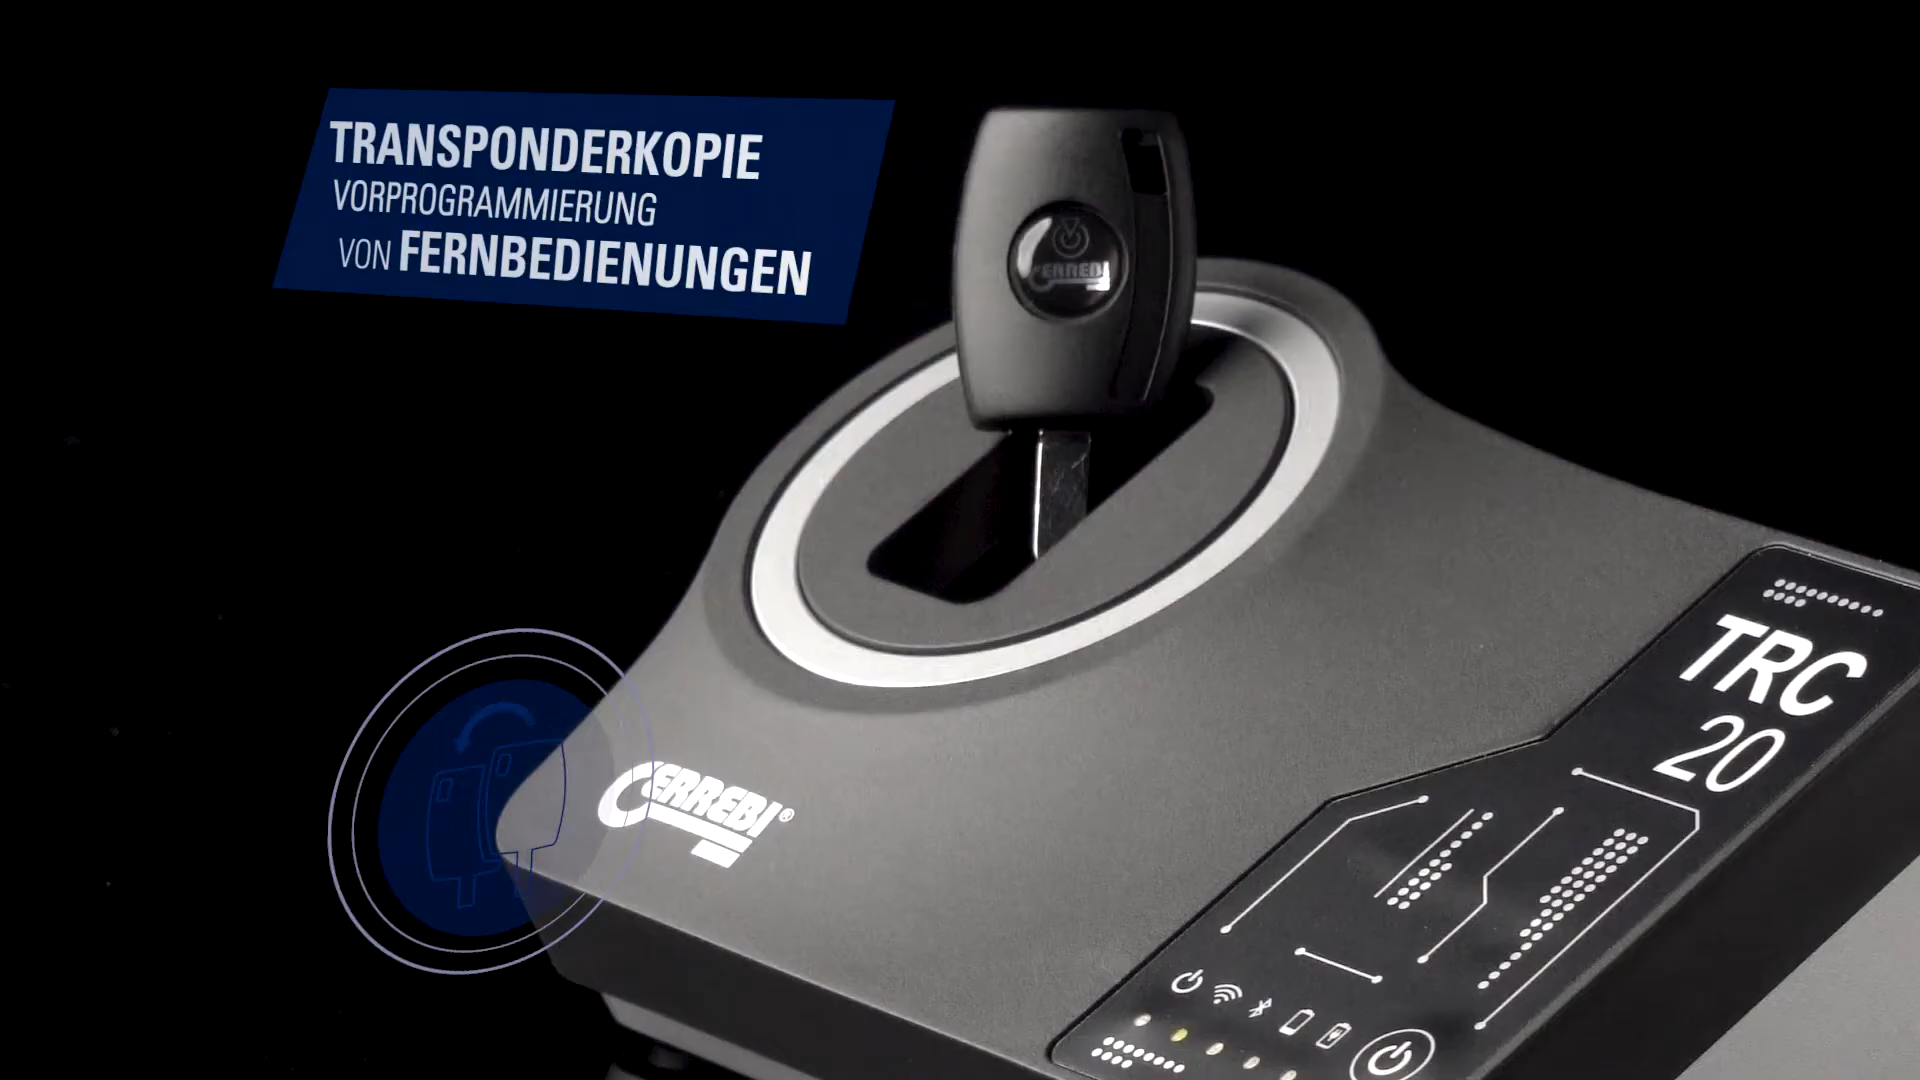 TRANSPONDERKOPIE
VORPROGRAMMIERUNG
VON FERNBEDIENUNGEN
ERREBI
ERREBI®
TRC
20